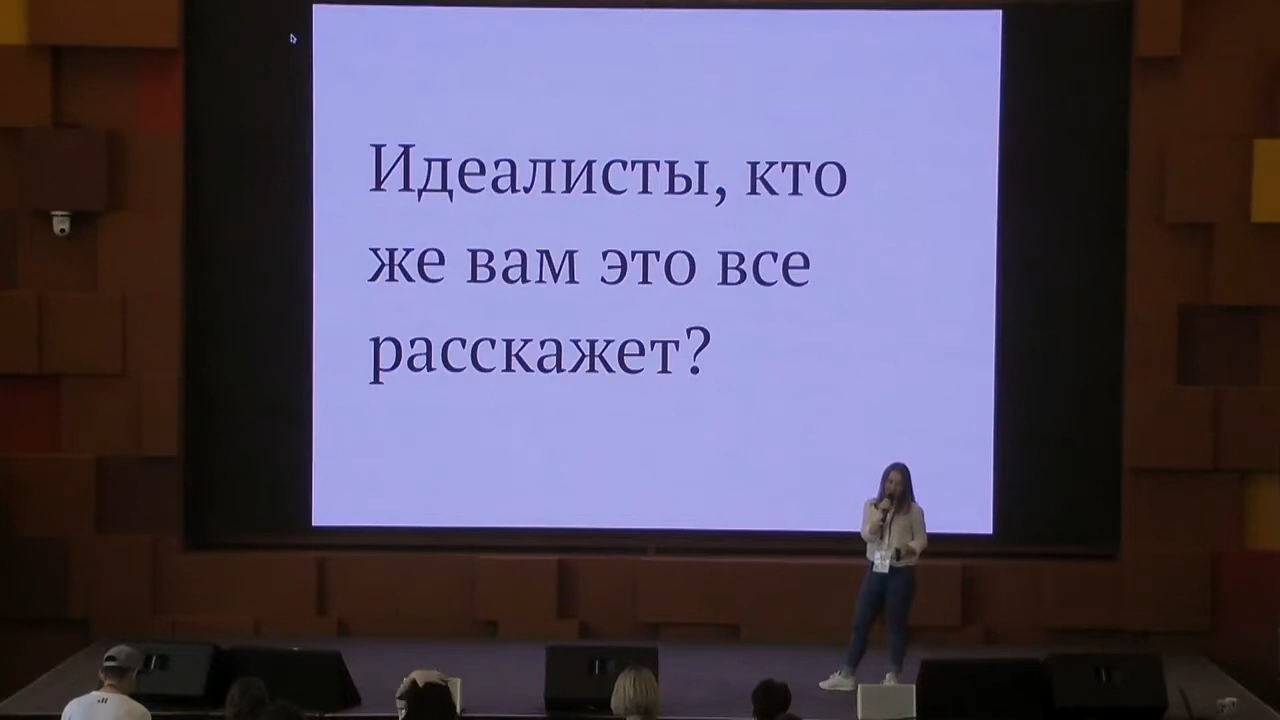 Идеалисты, кто
же вам это все
расскажет?